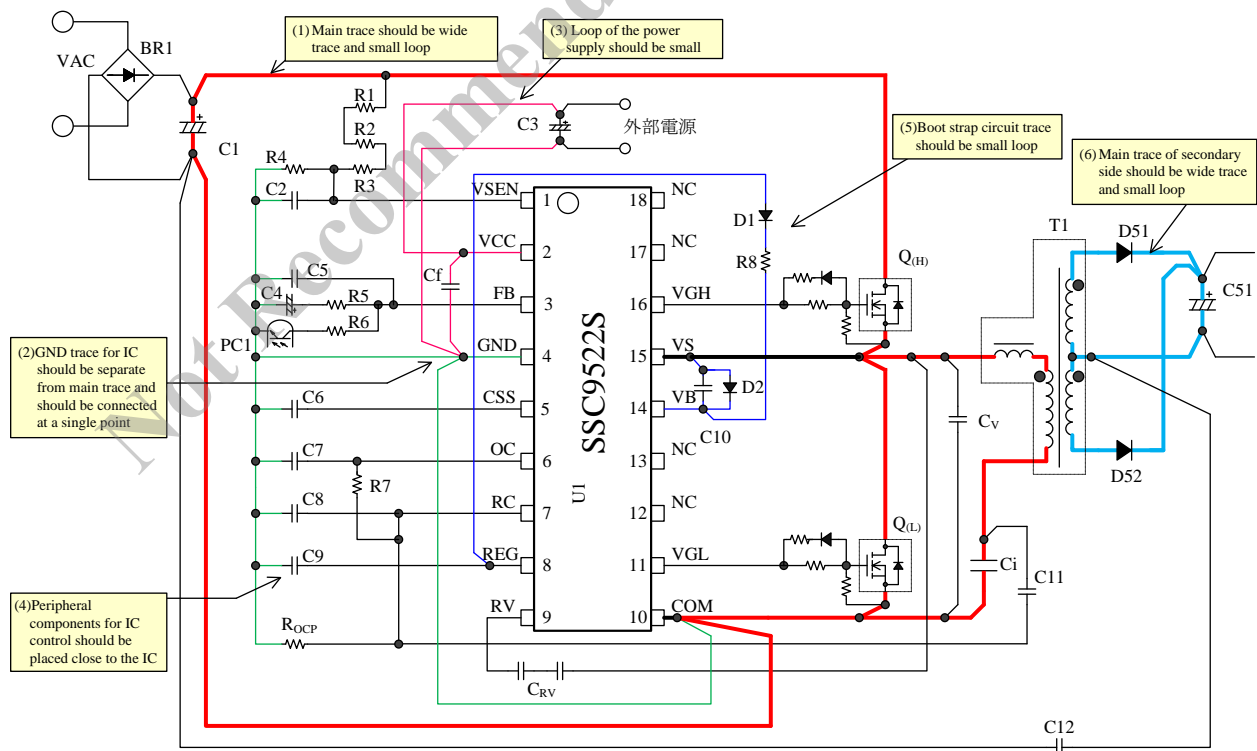 Not Recommen
(1) Main trace should be wide
trace and small loop
(3) Loop of the power
supply should be small
(5)Boot strap circuit trace
should be small loop
(6) Main trace of secondary
side should be wide trace
and small loop
(2)GND trace for IC
should be separate
from main trace and
should be connected
at a single point
(4)Peripheral
components for IC
control should be
placed close to the IC
VAC
BR1
C1
R1
R2
R3
R4
C2
C3
外部電源
Cf
C5
C4
R5
R6
PC1
C6
C7
R7
C8
C9
ROCP
CRV
VSEN
VCC
FB
GND
CSS
OC
RC
REG
RV
1
2
3
4
5
6
7
8
9
SSC9522S
U1
18
17
16
15
14
13
12
11
10
NC
NC
VGH
VS
VB
NC
NC
VGL
COM
D1
R8
D2
C10
Q(H)
Q(L)
CV
Ci
C11
C12
T1
D51
D52
C51